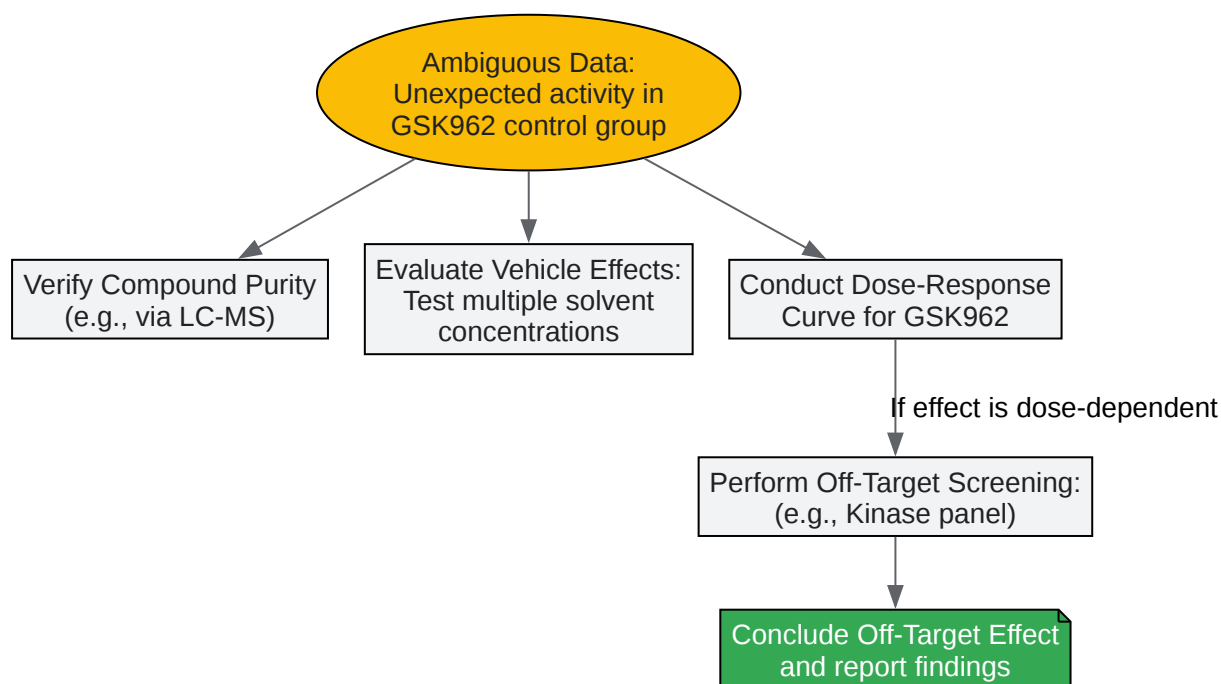 Ambiguous Data:
Unexpected activity in
GSK962 control group
Verify Compound Purity
(e.g., via LC-MS)
Evaluate Vehicle Effects:
Test multiple solvent
concentrations
Conduct Dose-Response
Curve for GSK962
If effect is dose-dependent
Perform Off-Target Screening:
(e.g., Kinase panel)
Conclude Off-Target Effect
and report findings